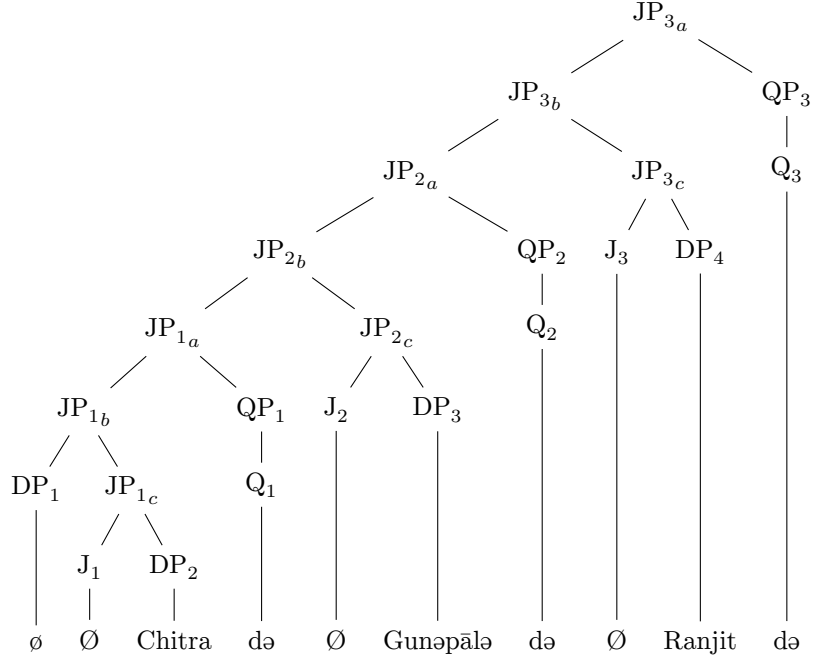 JP₃ₐ
JP₃b QP₃
JP₂ₐ JP₃c Q₃
JP₂b QP₂ J₃ DP₄
JP₁ₐ JP₂c Q₂
JP₁b QP₁ J₂ DP₃
DP₁ JP₁c Q₁
J₁ DP₂
ø Ø Chitra də Ø Gunəpālə də Ø Ranjit də